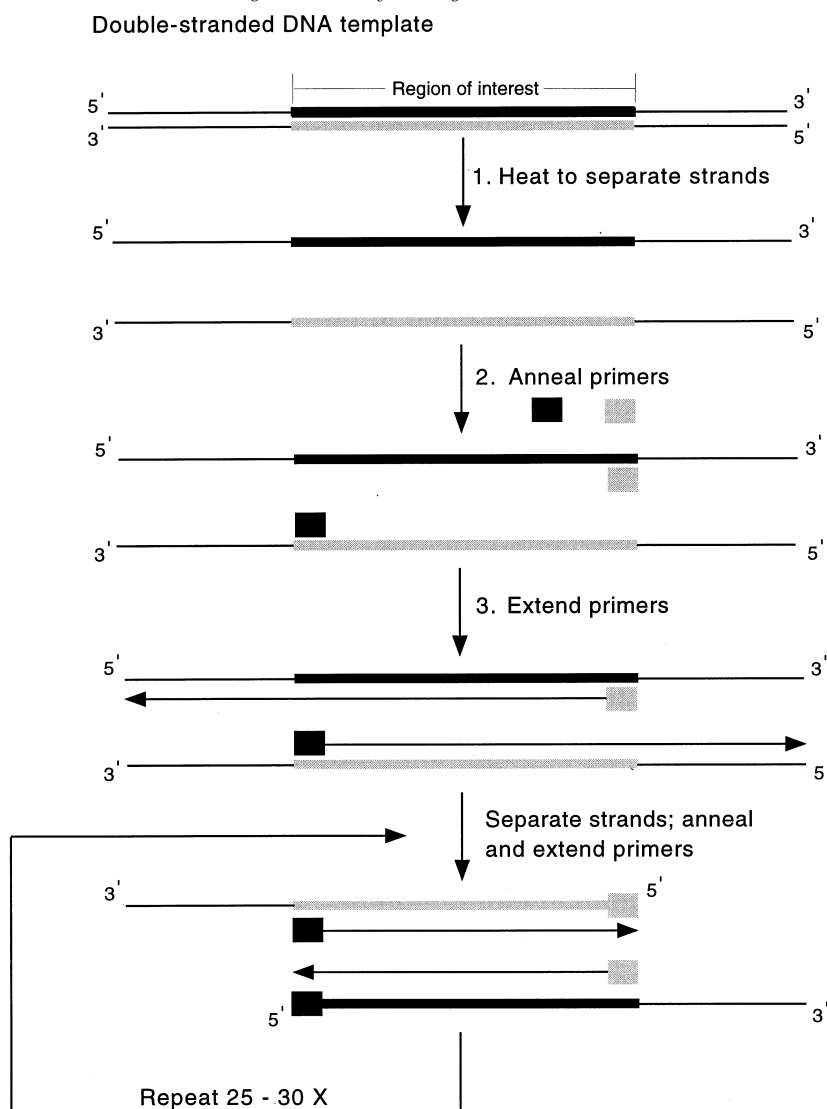 Double-stranded DNA template
Region of interest
5' 3'
3' 5'
1. Heat to separate strands
5' 3'
3' 5'
2. Anneal primers
5' 3'
3' 5'
3. Extend primers
5' 3'
3' 5
Separate strands; anneal
and extend primers
3' 5'
5' 3'
Repeat 25 - 30 X